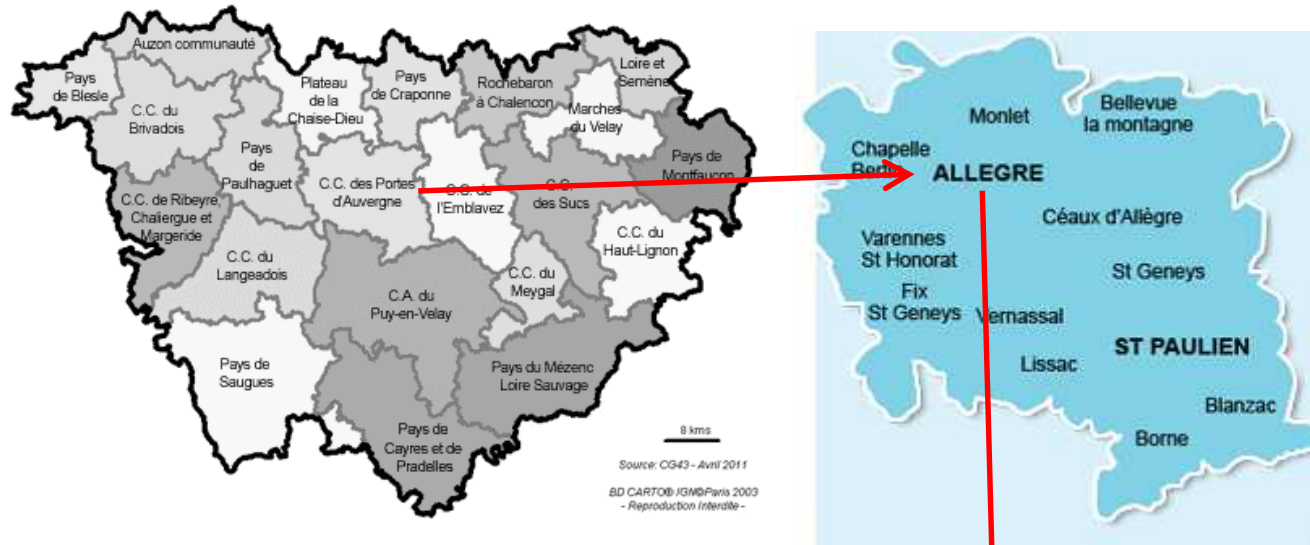 Auzon communauté
Pays
de Blesle
C.C. du
Brivadois
Plateau
de la
Chaise-Dieu
Pays
de Craponne
Rochebaron
à Chalencon
Loire et
Semène
Marches
du Velay
Pays
de
Paulhaguet
C.C. des Portes
d'Auvergne
C.C. de
l'Emblavez
C.C.
des Sucs
Pays de
Montfaucon
C.C. de Ribeyre,
Chaliergue et
Margeride
C.C. du
Langeadois
C.C. du
Haut-Lignon
C.C. du
Meygal
C.A. du
Puy-en-Velay
Pays de
Saugues
Pays du Mézenc
Loire Sauvage
Pays de
Cayres et de
Pradelles
8 kms
Source: CG43 - Avril 2011
BD CARTO® IGN©Paris 2003
- Reproduction Interdite -
Monlet
Bellevue
la montagne
Chapelle
ALLEGRE
Céaux d'Allègre
Varennes
St Honorat
St Geneys
Fix
St Geneys
Vernassal
ST PAULIEN
Lissac
Blanzac
Borne